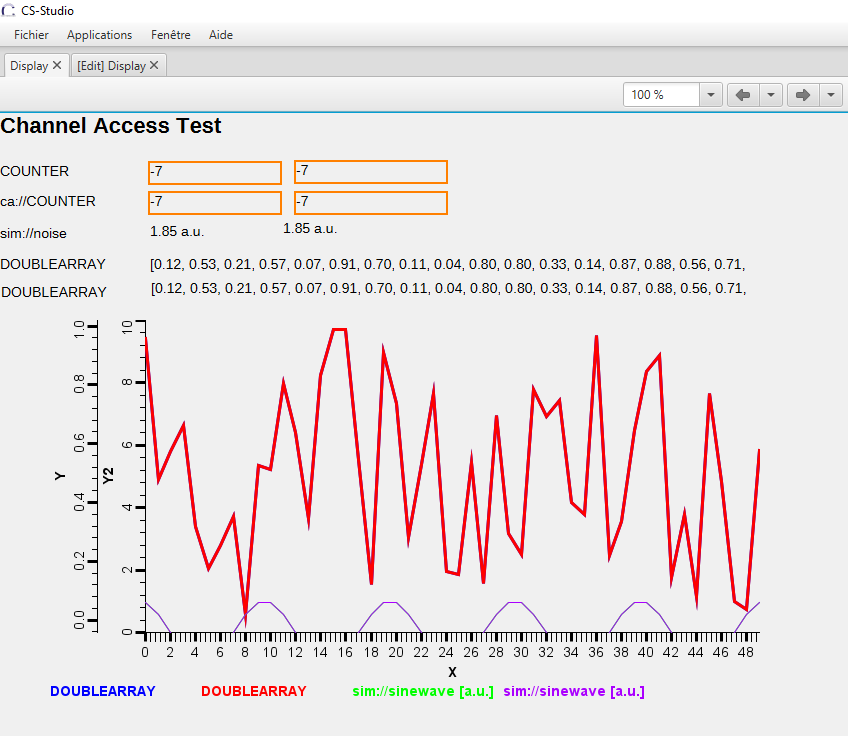 CS-Studio
Fichier Applications Fenêtre Aide
Display [Edit] Display
100 %
Channel Access Test
COUNTER -7 -7
ca://COUNTER -7 -7
sim://noise 1.85 a.u. 1.85 a.u.
DOUBLEARRAY [0.12, 0.53, 0.21, 0.57, 0.07, 0.91, 0.70, 0.11, 0.04, 0.80, 0.80, 0.33, 0.14, 0.87, 0.88, 0.56, 0.71,
DOUBLEARRAY [0.12, 0.53, 0.21, 0.57, 0.07, 0.91, 0.70, 0.11, 0.04, 0.80, 0.80, 0.33, 0.14, 0.87, 0.88, 0.56, 0.71,
Y
1.0
0.8
0.6
0.4
0.2
0.0
Y2
10
8
6
4
2
0
0 2 4 6 8 10 12 14 16 18 20 22 24 26 28 30 32 34 36 38 40 42 44 46 48
X
DOUBLEARRAY DOUBLEARRAY sim://sinewave [a.u.] sim://sinewave [a.u.]